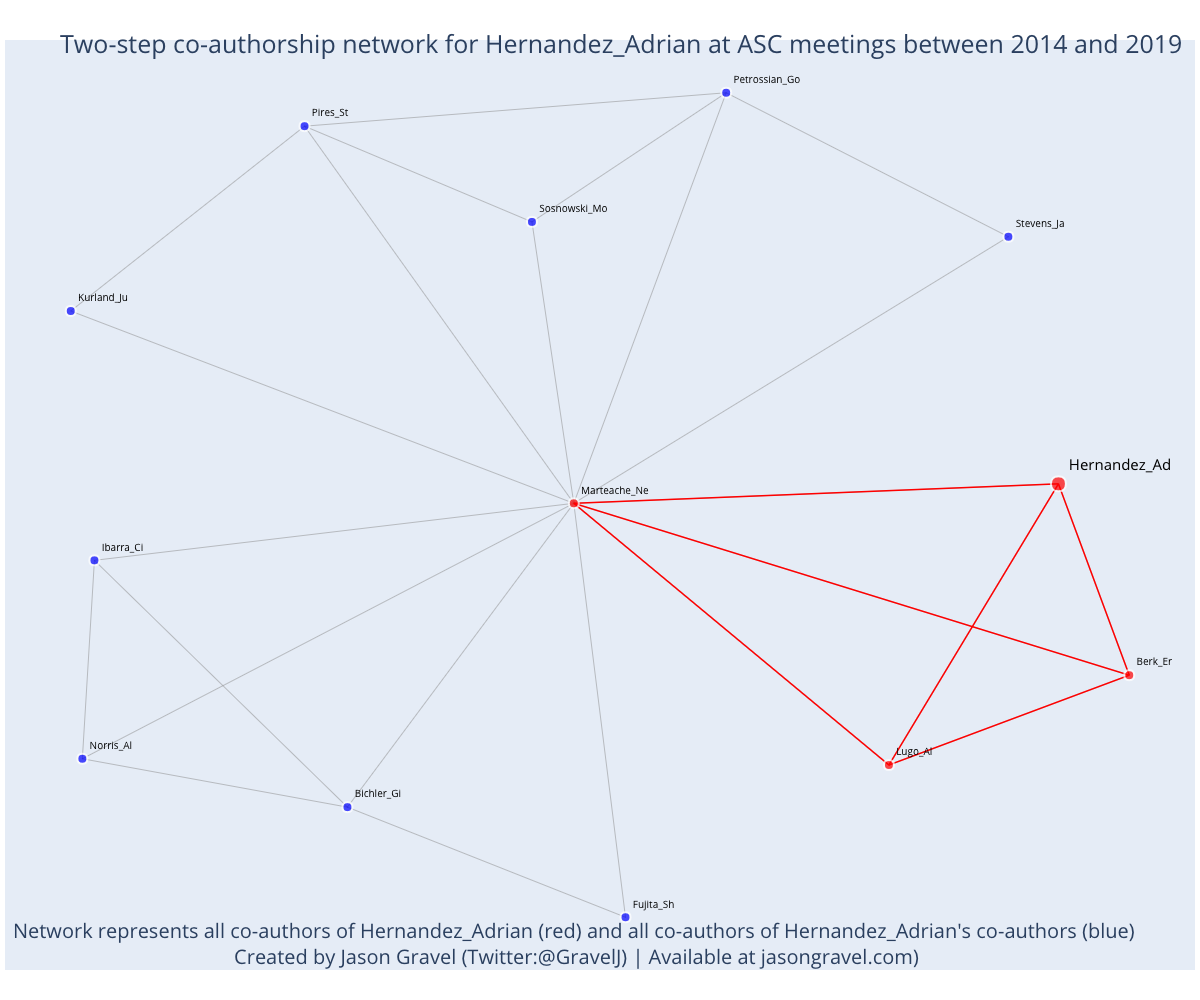 Two-step co-authorship network for Hernandez_Adrian at ASC meetings between 2014 and 2019
Petrossian_Go
Pires_St
Sosnowski_Mo
Stevens_Ja
Kurland_Ju
Hernandez_Ad
Marteache_Ne
Ibarra_Ci
Berk_Er
Norris_Al
Lugo_Al
Bichler_Gi
Fujita_Sh
Network represents all co-authors of Hernandez_Adrian (red) and all co-authors of Hernandez_Adrian's co-authors (blue)
Created by Jason Gravel (Twitter:@GravelJ) | Available at jasongravel.com)